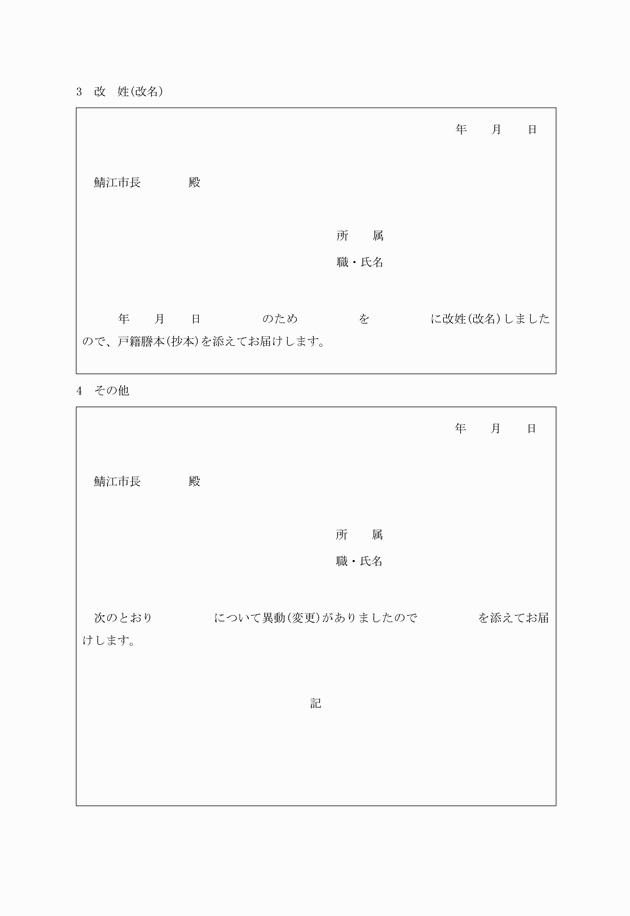 3　改　姓(改名)
年　　月　　日
鯖江市長　　　　殿
所　　属
職・氏名
年　　月　　日　　　　　のため　　　　　を　　　　　に改姓(改名)しました
ので、戸籍謄本(抄本)を添えてお届けします。
4　その他
年　　月　　日
鯖江市長　　　　殿
所　　属
職・氏名
次のとおり　　　　　について異動(変更)がありましたので　　　　　を添えてお届
けします。
記